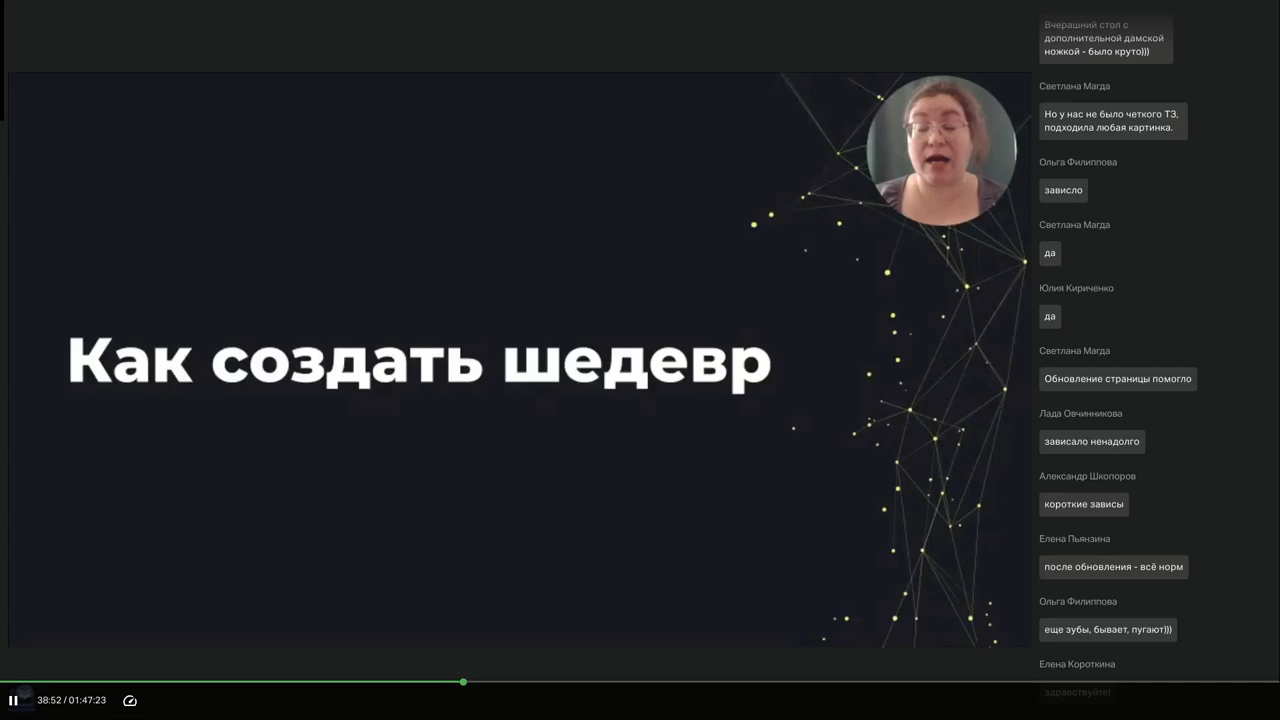 Как создать шедевр
Вчерашний стол с
дополнительной дамской
ножкой - было круто)))
Светлана Магда
Но у нас не было четкого ТЗ,
подходила любая картинка.
Ольга Филиппова
зависло
Светлана Магда
да
Юлия Кириченко
да
Светлана Магда
Обновление страницы помогло
Лада Овчинникова
зависало ненадолго
Александр Шкопоров
короткие зависы
Елена Пьянзина
после обновления - всё норм
Ольга Филиппова
еще зубы, бывает, пугают)))
Елена Короткина
здравствуйте!
38:52 / 01:47:23